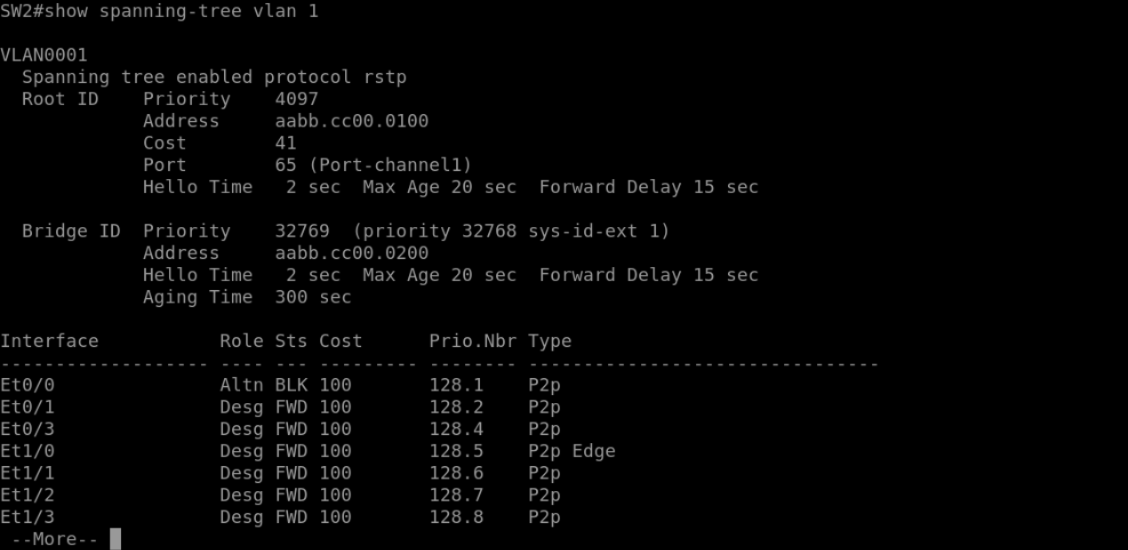 SW2#show spanning-tree vlan 1
VLAN0001
  Spanning tree enabled protocol rstp
  Root ID    Priority    4097
             Address     aabb.cc00.0100
             Cost        41
             Port        65 (Port-channel1)
             Hello Time   2 sec  Max Age 20 sec  Forward Delay 15 sec
  Bridge ID  Priority    32769  (priority 32768 sys-id-ext 1)
             Address     aabb.cc00.0200
             Hello Time   2 sec  Max Age 20 sec  Forward Delay 15 sec
             Aging Time  300 sec
Interface           Role Sts Cost      Prio.Nbr Type
------------------- ---- --- --------- -------- --------------------------------
Et0/0               Altn BLK 100       128.1    P2p
Et0/1               Desg FWD 100       128.2    P2p
Et0/3               Desg FWD 100       128.4    P2p
Et1/0               Desg FWD 100       128.5    P2p Edge
Et1/1               Desg FWD 100       128.6    P2p
Et1/2               Desg FWD 100       128.7    P2p
Et1/3               Desg FWD 100       128.8    P2p
 --More--